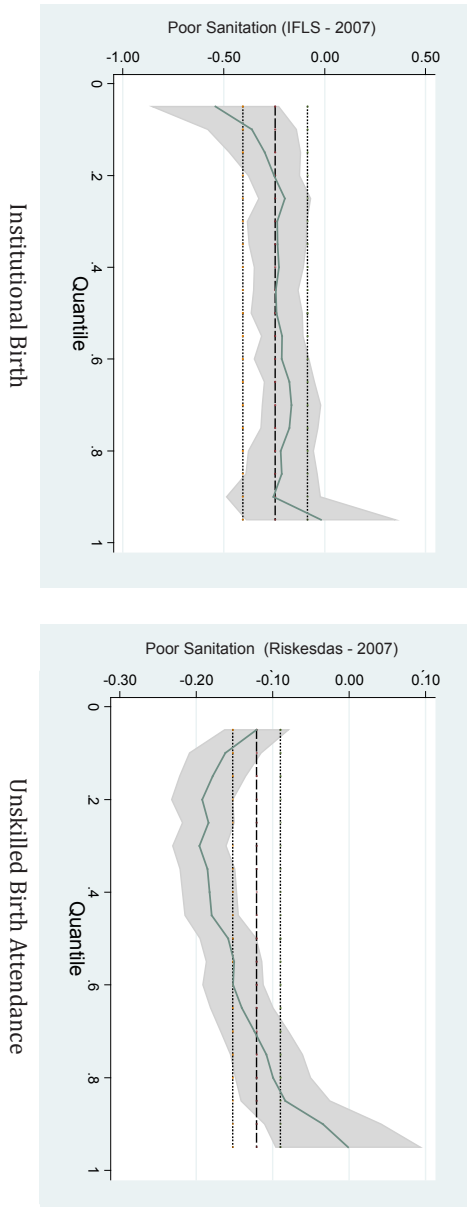 Poor Sanitation (IFLS - 2007)
-1.00 -0.50 0.00 0.50
0 .2 .4 .6 .8 1
Quantile
Institutional Birth
Poor Sanitation (Riskesdas - 2007)
-0.30 -0.20 -0.10 0.00 0.10
0 .2 .4 .6 .8 1
Quantile
Unskilled Birth Attendance